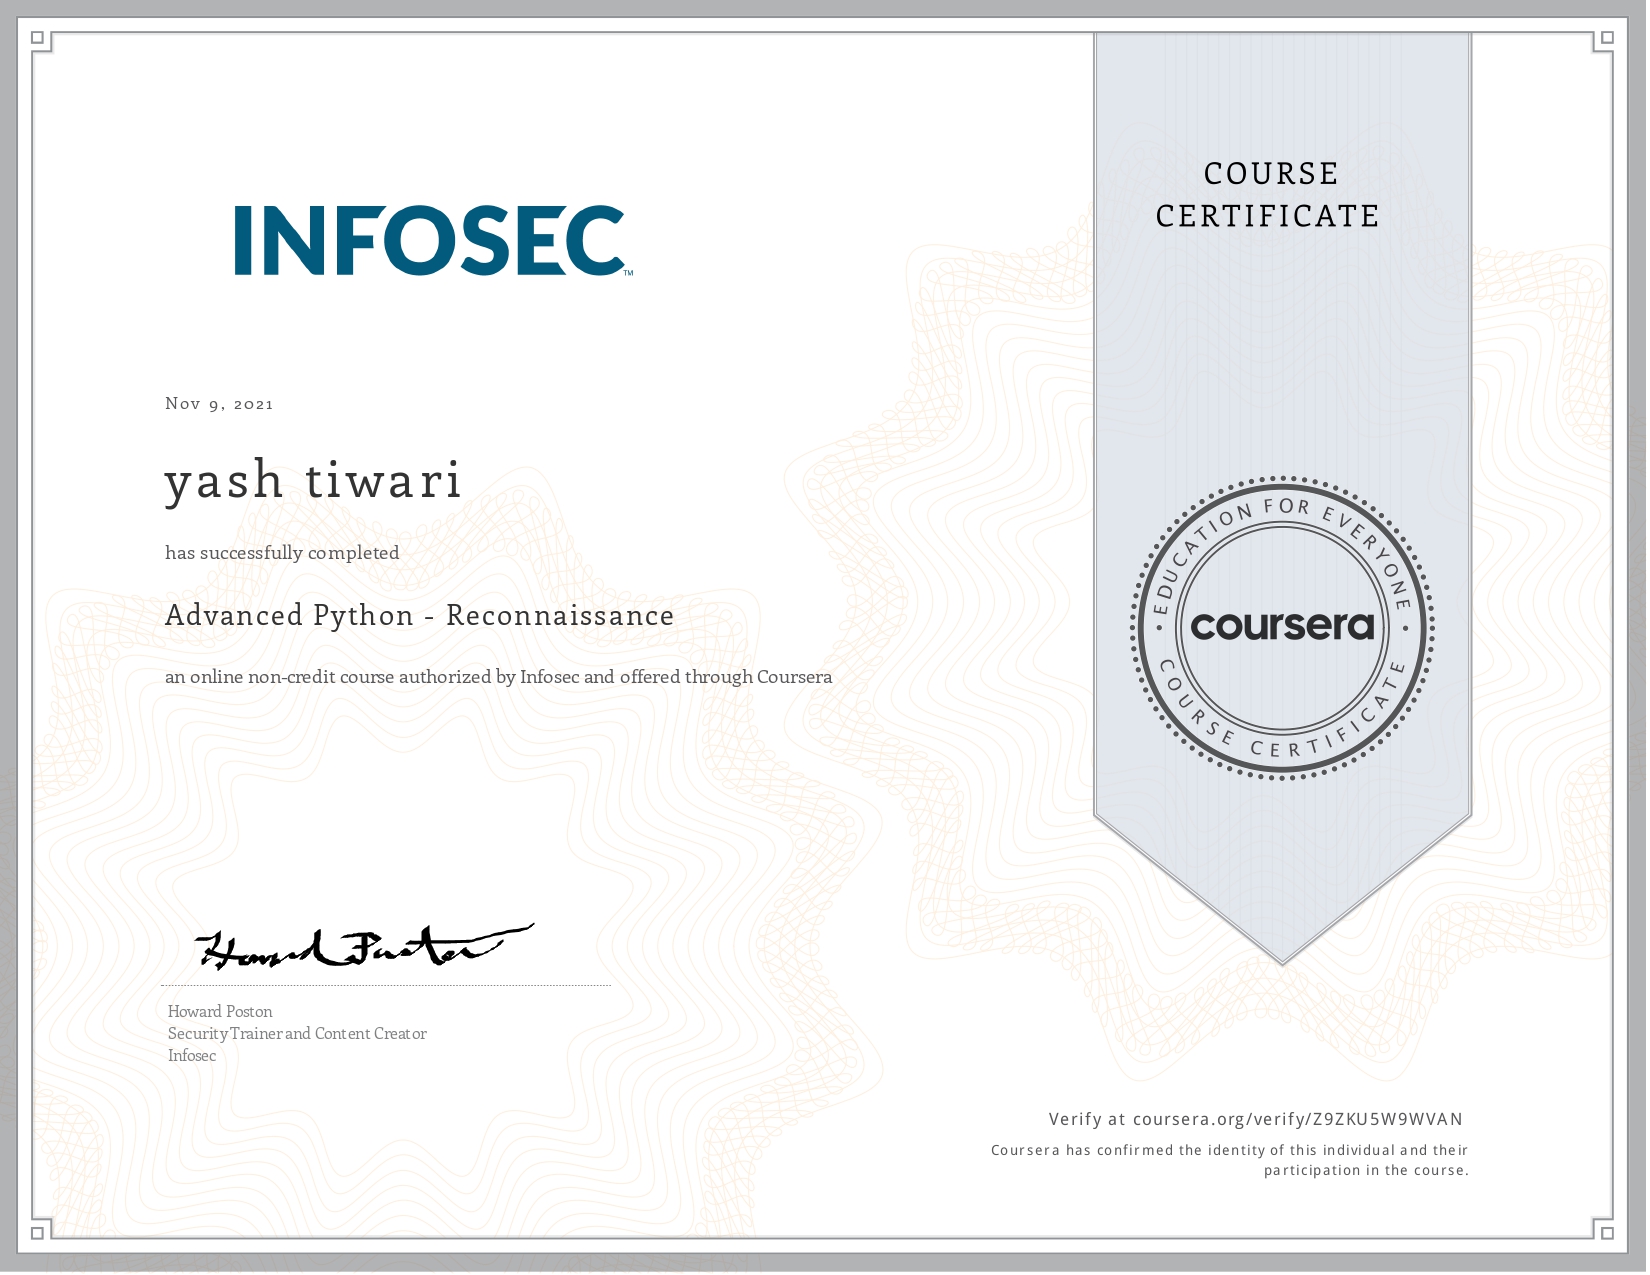 INFOSEC™
COURSE
CERTIFICATE
Nov 9, 2021
yash tiwari
has successfully completed
Advanced Python - Reconnaissance
an online non-credit course authorized by Infosec and offered through Coursera
• EDUCATION FOR EVERYONE •
coursera
COURSE CERTIFICATE
Howard Poston
Howard Poston
Security Trainer and Content Creator
Infosec
Verify at coursera.org/verify/Z9ZKU5W9WVAN
Coursera has confirmed the identity of this individual and their
participation in the course.